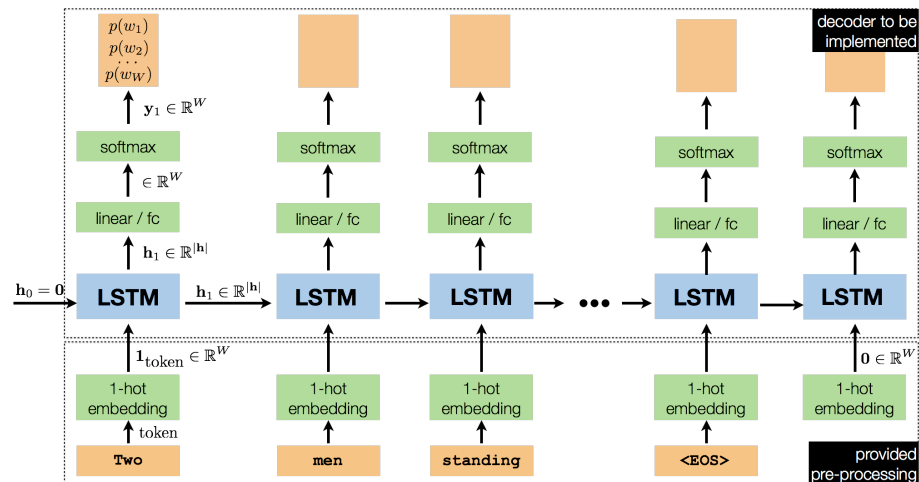 p(w₁)
p(w₂)
...
p(w_W)
decoder to be
implemented
y₁ ∈ ℝ^W
softmax
softmax
softmax
softmax
softmax
∈ ℝ^W
linear / fc
linear / fc
linear / fc
linear / fc
linear / fc
h₁ ∈ ℝ^|h|
h₀ = 0
LSTM
h₁ ∈ ℝ^|h|
LSTM
LSTM
•••
LSTM
LSTM
1_token ∈ ℝ^W
0 ∈ ℝ^W
1-hot
embedding
1-hot
embedding
1-hot
embedding
1-hot
embedding
1-hot
embedding
token
Two
men
standing
<EOS>
provided
pre-processing